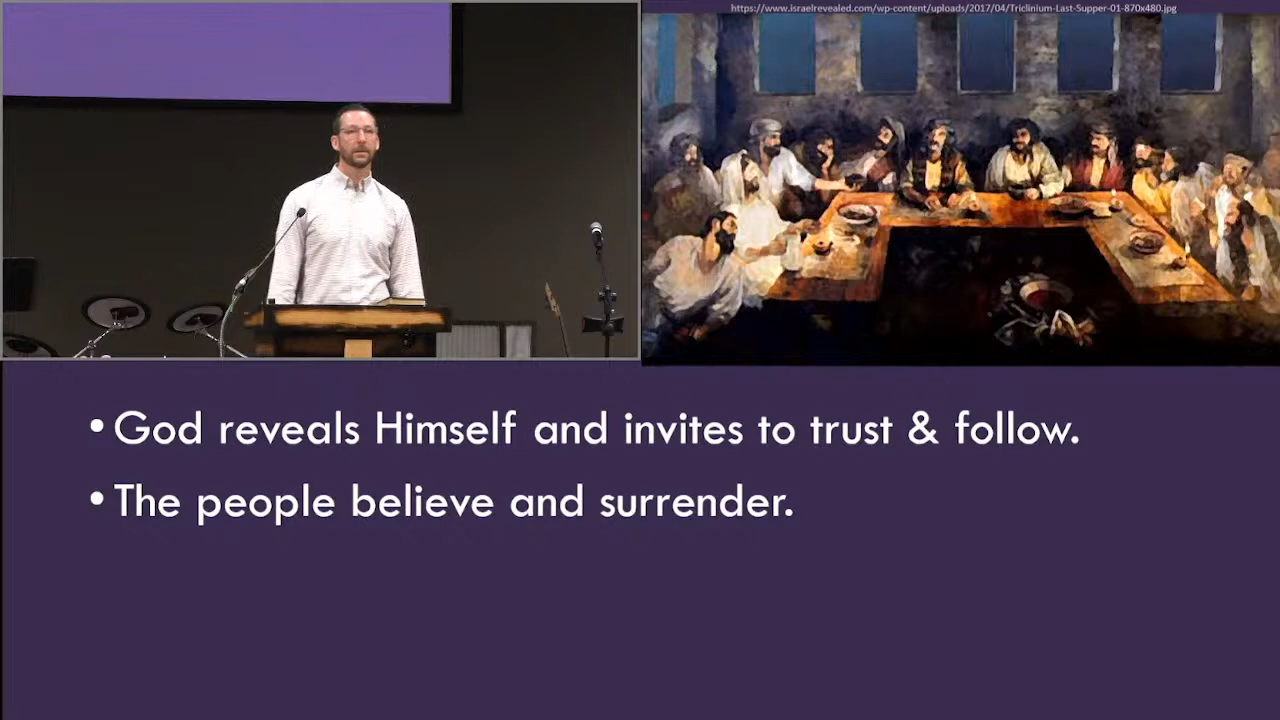 https://www.israelrevealed.com/wp-content/uploads/2017/04/Triclinium-Last-Supper-01-870x480.jpg
• God reveals Himself and invites to trust & follow.
• The people believe and surrender.